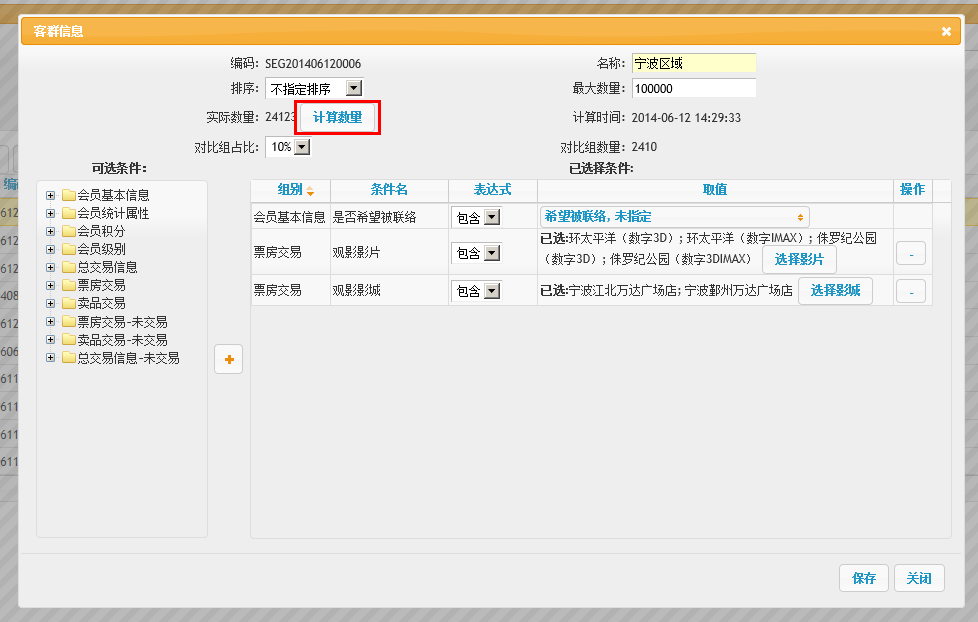 客群信息
编码: SEG201406120006
名称: 宁波区域
排序: 不指定排序
最大数量: 100000
实际数量: 24123 计算数量
计算时间: 2014-06-12 14:29:33
对比组占比: 10%
对比组数量: 2410
可选条件:
已选择条件:
会员基本信息
会员统计属性
会员积分
会员级别
总交易信息
票房交易
卖品交易
票房交易-未交易
卖品交易-未交易
总交易信息-未交易
组别 条件名 表达式 取值 操作
会员基本信息 是否希望被联络 包含 希望被联络, 未指定
票房交易 观影影片 包含 已选:环太平洋（数字3D）; 环太平洋（数字IMAX）; 侏罗纪公园
（数字3D）; 侏罗纪公园（数字3DIMAX） 选择影片 -
票房交易 观影影城 包含 已选:宁波江北万达广场店; 宁波鄞州万达广场店 选择影城 -
保存 关闭
编
612
612
612
408
612
606
611
611
611
611